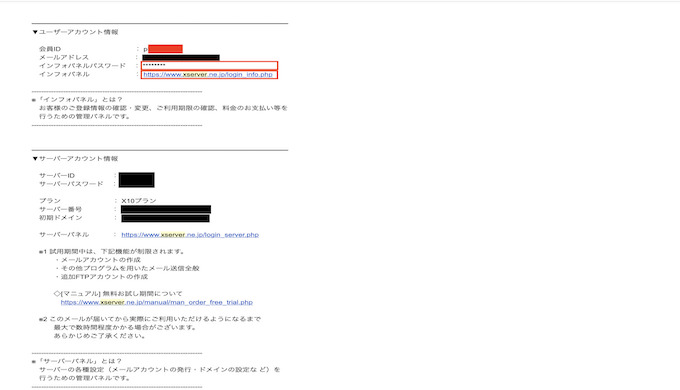 ▼ユーザーアカウント情報
会員ID : p
メールアドレス :
インフォパネルパスワード : ********
インフォパネル : https://www.xserver.ne.jp/login_info.php
------------------------------------------------------------
※「インフォパネル」とは？
お客様のご登録情報の確認・変更、ご利用期限の確認、料金のお支払い等を
行うための管理パネルです。
------------------------------------------------------------
▼サーバーアカウント情報
サーバーID :
サーバーパスワード :
プラン : X10プラン
サーバー番号 :
初期ドメイン :
サーバーパネル : https://www.xserver.ne.jp/login_server.php
※1 試用期間中は、下記機能が制限されます。
・メールアカウントの作成
・その他プログラムを用いたメール送信全般
・追加FTPアカウントの作成
◇[マニュアル] 無料お試し期間について
https://www.xserver.ne.jp/manual/man_order_free_trial.php
※2 このメールが届いてから実際にご利用いただけるようになるまで
最大で数時間程度かかる場合がございます。
あらかじめご了承ください。
------------------------------------------------------------
※「サーバーパネル」とは？
サーバーの各種設定（メールアカウントの発行・ドメインの設定な ど）を
行うための管理パネルです。
------------------------------------------------------------